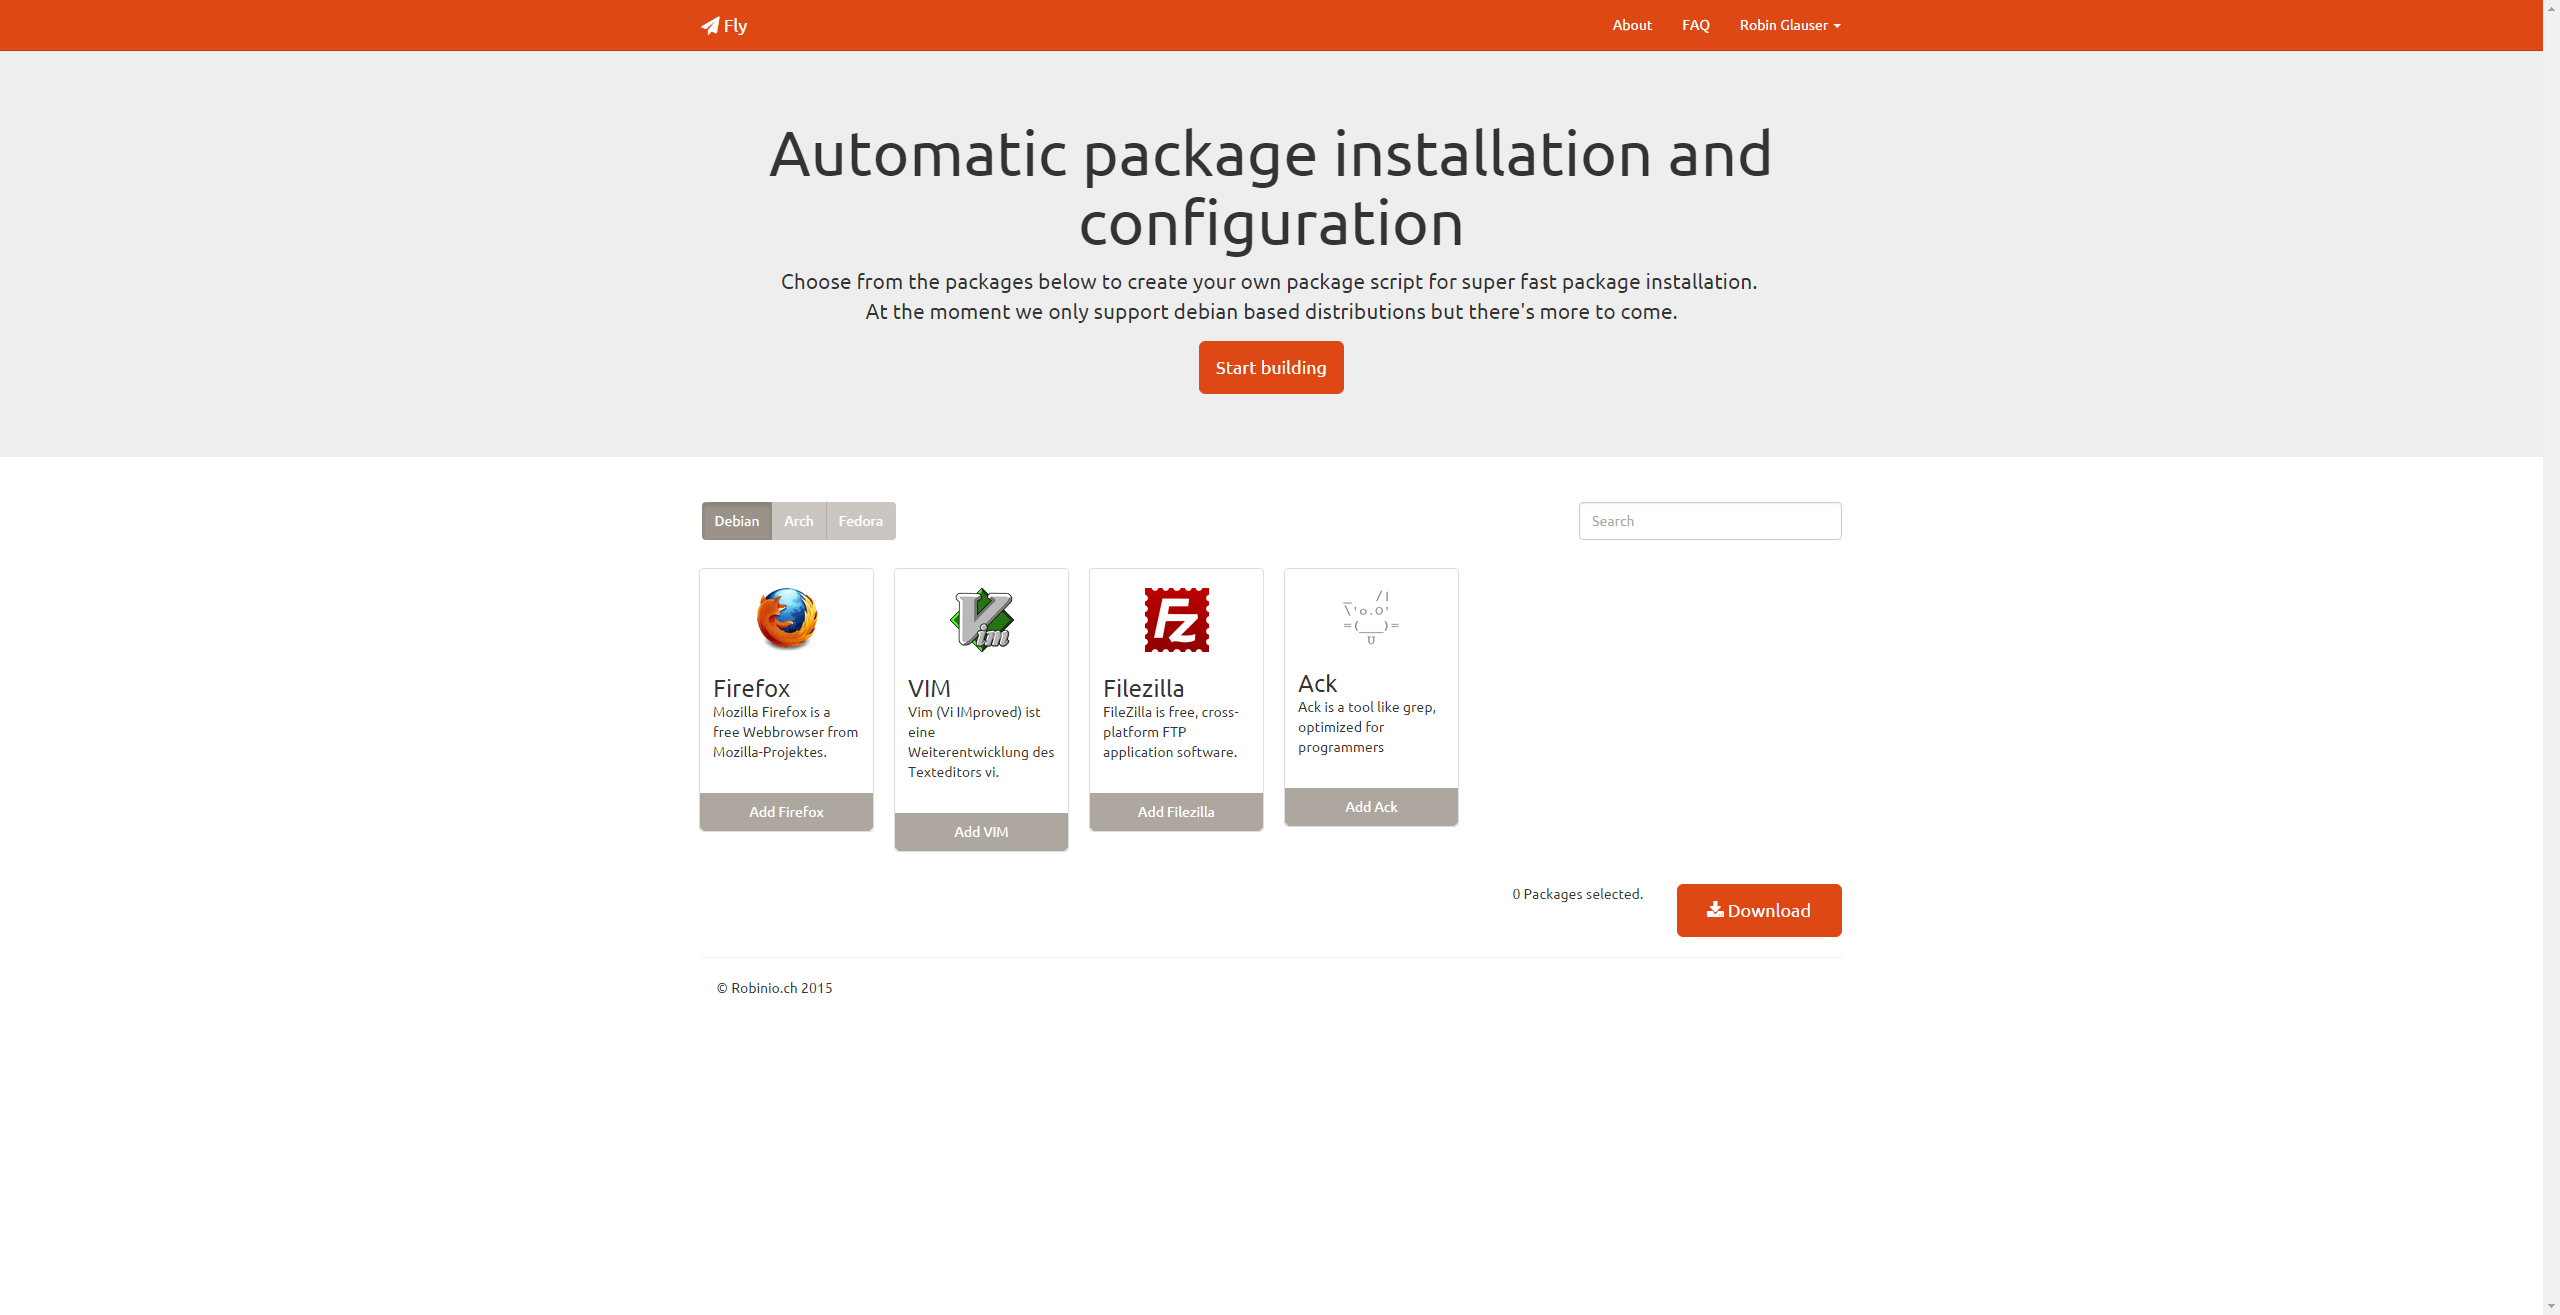 Fly
About
FAQ
Robin Glauser
Automatic package installation and
configuration
Choose from the packages below to create your own package script for super fast package installation.
At the moment we only support debian based distributions but there's more to come.
Start building
Debian
Arch
Fedora
Search
Firefox
Mozilla Firefox is a
free Webbrowser from
Mozilla-Projektes.
Add Firefox
VIM
Vim (Vi IMproved) ist
eine
Weiterentwicklung des
Texteditors vi.
Add VIM
Filezilla
FileZilla is free, cross-
platform FTP
application software.
Add Filezilla
_   /|
\'o.O'
=(___)=
U
Ack
Ack is a tool like grep,
optimized for
programmers
Add Ack
0 Packages selected.
Download
© Robinio.ch 2015